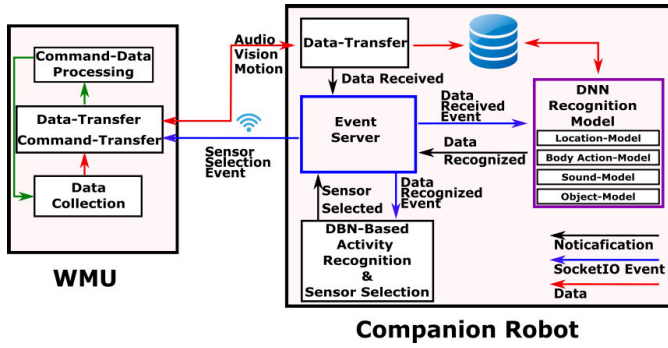 Command-Data
Processing
Data-Transfer
Command-Transfer
Data
Collection
WMU
Audio
Vision
Motion
Sensor
Selection
Event
Data-Transfer
Data Received
Event
Server
Data
Received
Event
Data
Recognized
Sensor
Selected
Data
Recognized
Event
DBN-Based
Activity
Recognition
&
Sensor Selection
DNN
Recognition
Model
Location-Model
Body Action-Model
Sound-Model
Object-Model
Noticafication
SocketIO Event
Data
Companion Robot